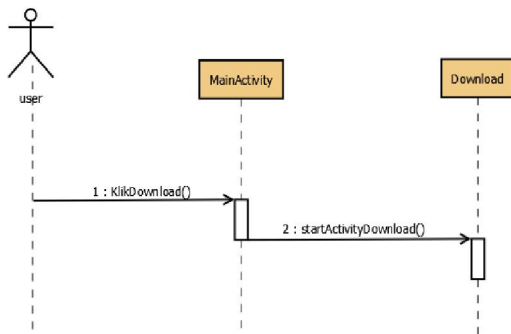 user
MainActivity
Download
1 : KlikDownload()
2 : startActivityDownload()